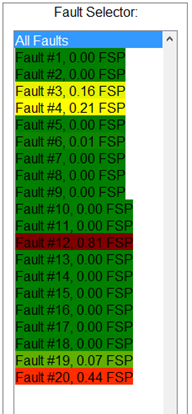 Fault Selector:
All Faults
Fault #1, 0.00 FSP
Fault #2, 0.00 FSP
Fault #3, 0.16 FSP
Fault #4, 0.21 FSP
Fault #5, 0.00 FSP
Fault #6, 0.01 FSP
Fault #7, 0.00 FSP
Fault #8, 0.00 FSP
Fault #9, 0.00 FSP
Fault #10, 0.00 FSP
Fault #11, 0.00 FSP
Fault #12, 0.81 FSP
Fault #13, 0.00 FSP
Fault #14, 0.00 FSP
Fault #15, 0.00 FSP
Fault #16, 0.00 FSP
Fault #17, 0.00 FSP
Fault #18, 0.00 FSP
Fault #19, 0.07 FSP
Fault #20, 0.44 FSP